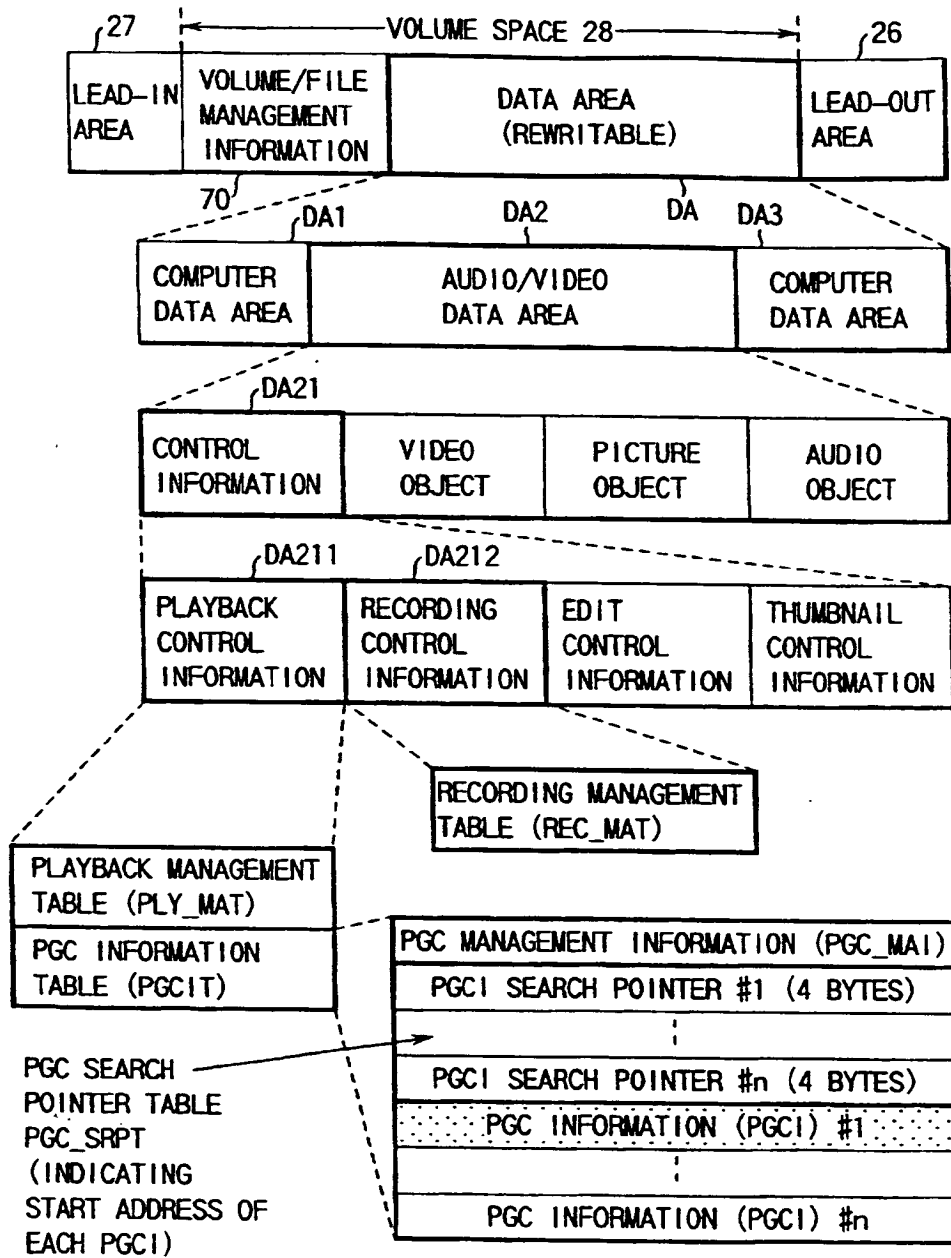 27
VOLUME SPACE 28
26
LEAD-IN
AREA
VOLUME/FILE
MANAGEMENT
INFORMATION
DATA AREA
(REWRITABLE)
LEAD-OUT
AREA
70
DA1
DA2
DA
DA3
COMPUTER
DATA AREA
AUDIO/VIDEO
DATA AREA
COMPUTER
DATA AREA
DA21
CONTROL
INFORMATION
VIDEO
OBJECT
PICTURE
OBJECT
AUDIO
OBJECT
DA211
DA212
PLAYBACK
CONTROL
INFORMATION
RECORDING
CONTROL
INFORMATION
EDIT
CONTROL
INFORMATION
THUMBNAIL
CONTROL
INFORMATION
RECORDING MANAGEMENT
TABLE (REC_MAT)
PLAYBACK MANAGEMENT
TABLE (PLY_MAT)
PGC INFORMATION
TABLE (PGCIT)
PGC MANAGEMENT INFORMATION (PGC_MAI)
PGCI SEARCH POINTER #1 (4 BYTES)
PGCI SEARCH POINTER #n (4 BYTES)
PGC INFORMATION (PGCI) #1
PGC INFORMATION (PGCI) #n
PGC SEARCH
POINTER TABLE
PGC_SRPT
(INDICATING
START ADDRESS OF
EACH PGCI)